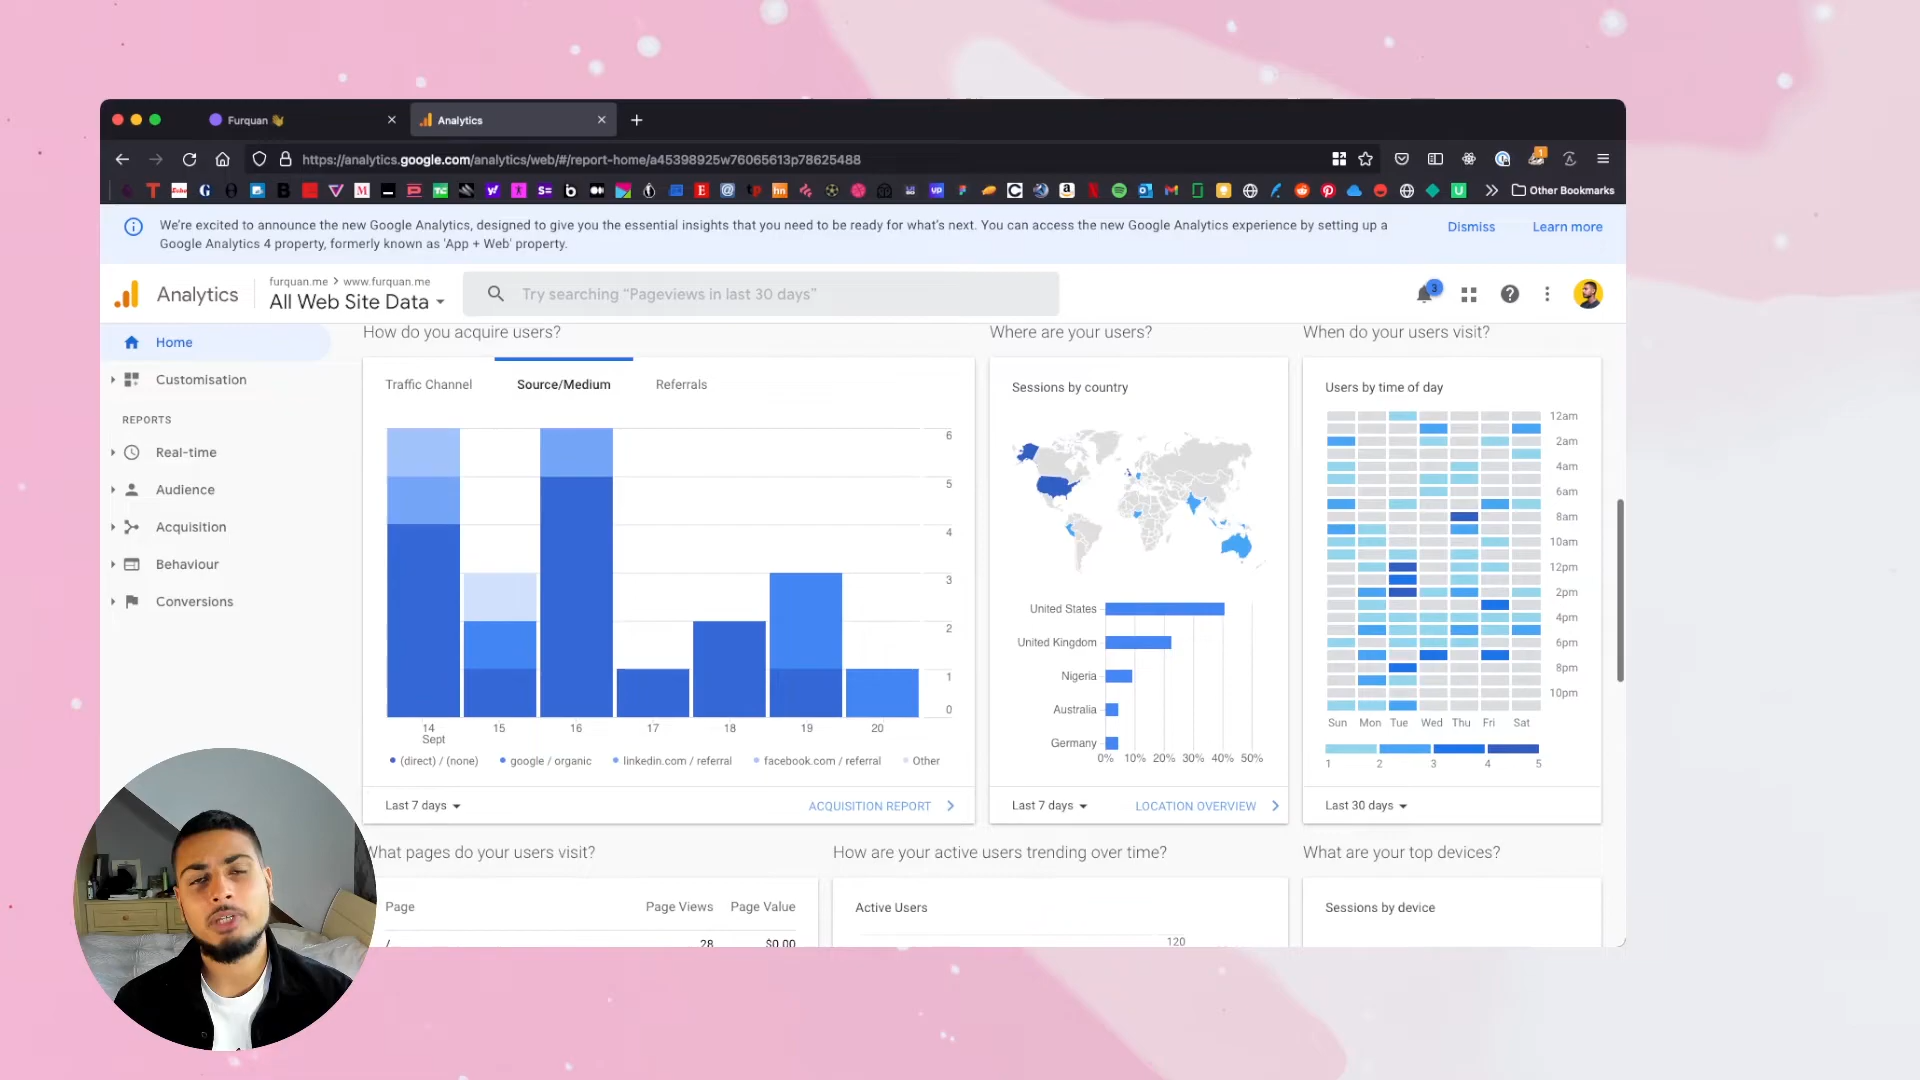 Furquan
Analytics
https://analytics.google.com/analytics/web/#/report-home/a45398925w76065613p78625488
Other Bookmarks
We're excited to announce the new Google Analytics, designed to give you the essential insights that you need to be ready for what's next. You can access the new Google Analytics experience by setting up a
Google Analytics 4 property, formerly known as 'App + Web' property.
Dismiss
Learn more
Analytics
furquan.me > www.furquan.me
All Web Site Data
Try searching “Pageviews in last 30 days”
3
Home
Customisation
REPORTS
Real-time
Audience
Acquisition
Behaviour
Conversions
How do you acquire users?
Traffic Channel
Source/Medium
Referrals
6
5
4
3
2
1
0
14
Sept
15
16
17
18
19
20
(direct) / (none)
google / organic
linkedin.com / referral
facebook.com / referral
Other
Last 7 days
ACQUISITION REPORT
Where are your users?
Sessions by country
United States
United Kingdom
Nigeria
Australia
Germany
0% 10% 20% 30% 40% 50%
Last 7 days
LOCATION OVERVIEW
When do your users visit?
Users by time of day
12am
2am
4am
6am
8am
10am
12pm
2pm
4pm
6pm
8pm
10pm
Sun Mon Tue Wed Thu Fri Sat
1 2 3 4 5
Last 30 days
What pages do your users visit?
Page
Page Views
Page Value
/
28
$0.00
How are your active users trending over time?
Active Users
120
What are your top devices?
Sessions by device